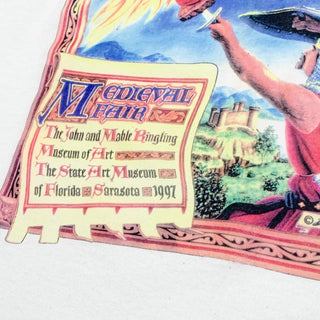 Medieval
Fair
The John and Mable Ringling
Museum of Art
The State Art Museum
of Florida Sarasota 1997
©